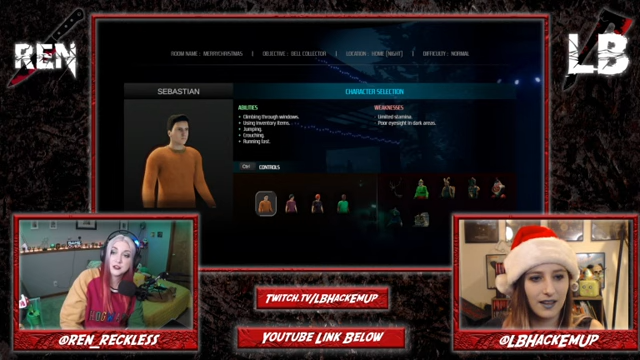 REN
LB
ROOM NAME : MERRYCHRISTMAS | OBJECTIVE : BELL COLLECTOR | LOCATION : HOME [NIGHT] | DIFFICULTY : NORMAL
SEBASTIAN
CHARACTER SELECTION
ABILITIES
• Climbing through windows.
• Using inventory items.
• Jumping.
• Crouching.
• Running fast.
WEAKNESSES
• Limited stamina.
• Poor eyesight in dark areas.
Ctrl CONTROLS
TWITCH.TV/LBHACKEMUP
YOUTUBE LINK BELOW
@REN_RECKLESS
@LBHACKEMUP